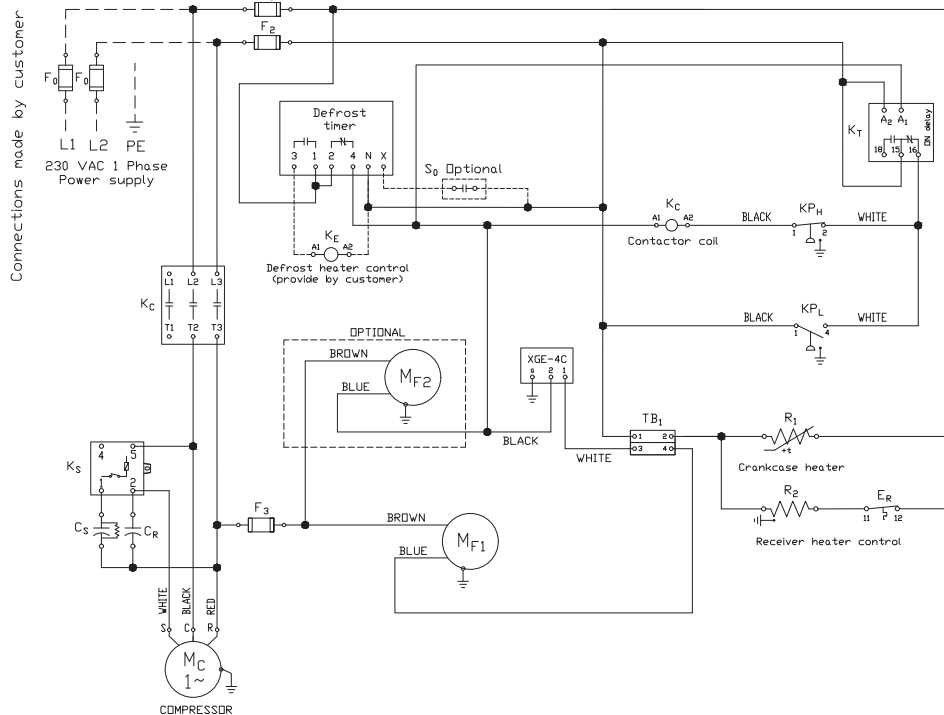 Connections made by customer
F2
F0 F0
L1 L2 PE
230 VAC 1 Phase
Power supply
Defrost
timer
3 1 2 4 N X
S0 Optional
KE
A1 A2
Defrost heater control
(provide by customer)
KC
A1 A2
Contactor coil
BLACK
KPH
1 2
WHITE
KT
A2 A1
18 15 16
ON delay
KC
L1 L2 L3
T1 T2 T3
BLACK
KPL
1 4
WHITE
OPTIONAL
BROWN
BLUE
MF2
XGE-4C
6 2 1
BLACK
WHITE
TB1
1 2
3 4
R1
+t
Crankcase heater
R2
ER
11 12
Receiver heater control
KS
4 5
1 2
CS
CR
F3
BROWN
BLUE
MF1
WHITE
BLACK
RED
S C R
MC
1~
COMPRESSOR